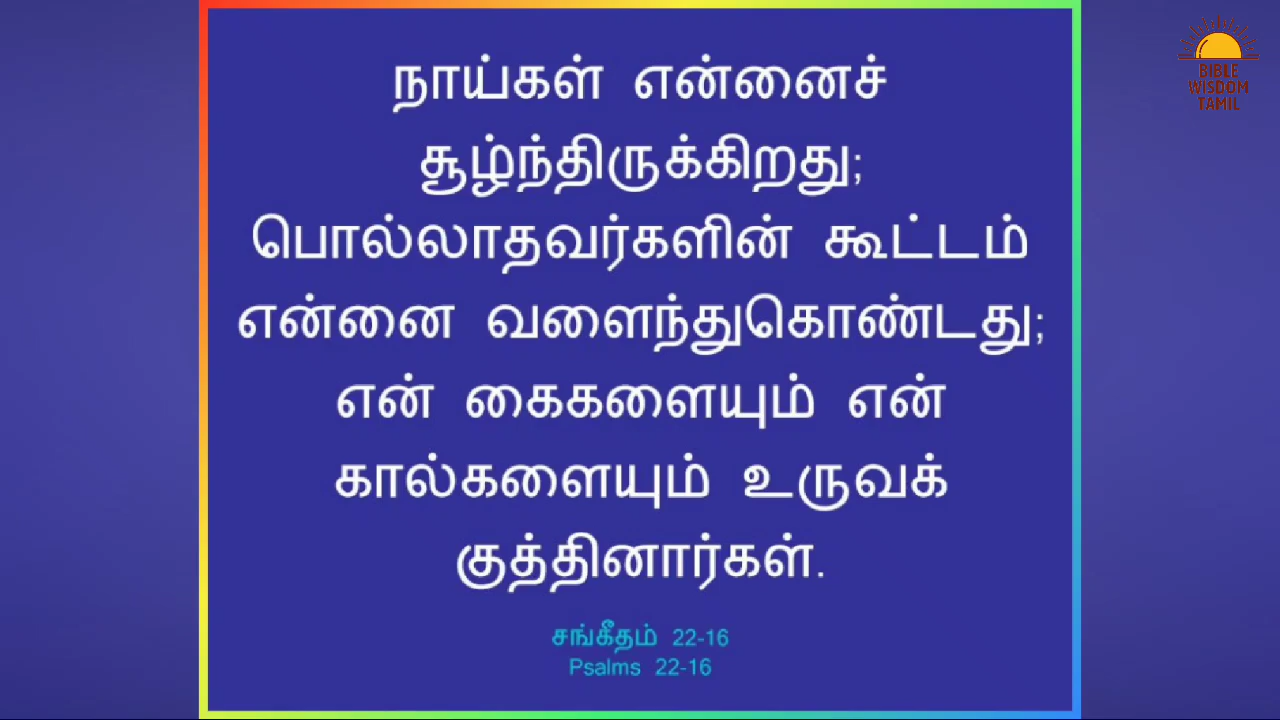 நாய்கள் என்னைச்
சூழ்ந்திருக்கிறது;
பொல்லாதவர்களின் கூட்டம்
என்னை வளைந்துகொண்டது;
என் கைகளையும் என்
கால்களையும் உருவக்
குத்தினார்கள்.
சங்கீதம் 22-16
Psalms 22-16
BIBLE
WISDOM
TAMIL